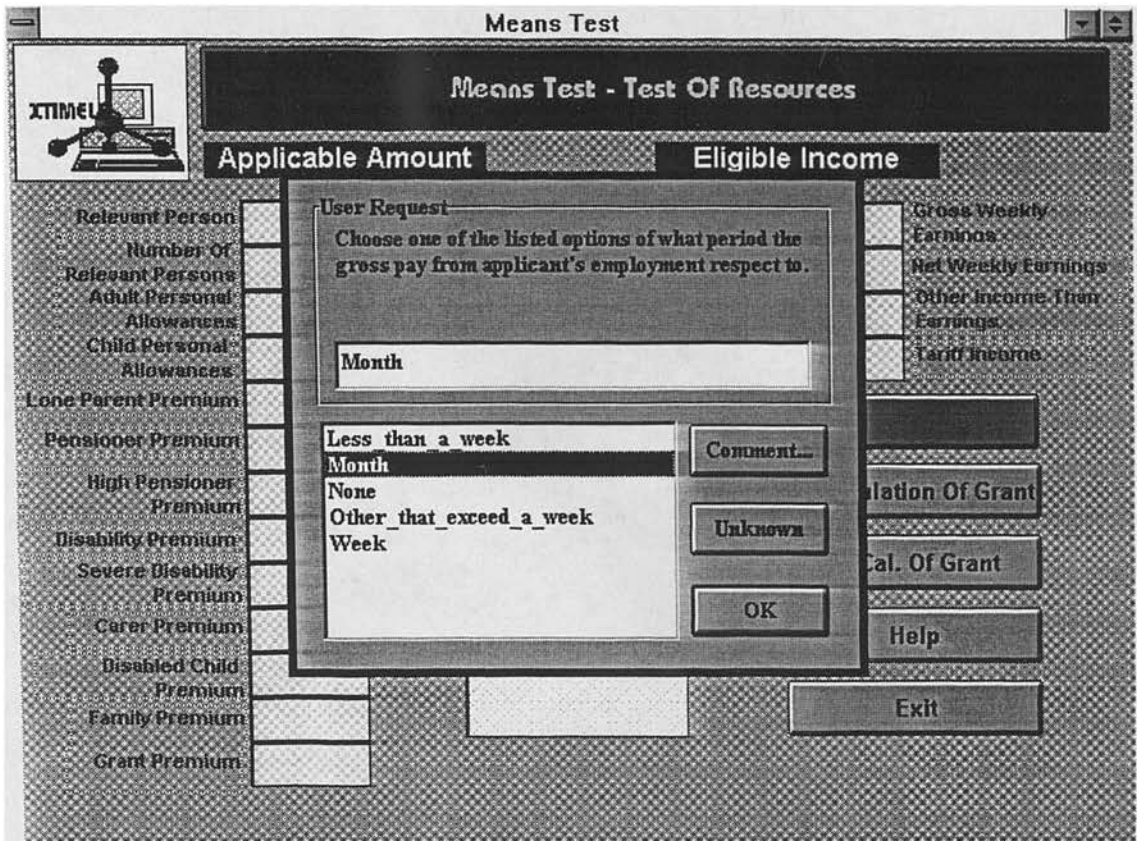 Means Test
XTIMEL
Means Test - Test Of Resources
Applicable Amount
Eligible Income
Relevant Person
Number Of
Relevant Persons
Adult Personal
Allowances
Child Personal
Allowances
Lone Parent Premium
Pensioner Premium
High Pensioner
Premium
Disability Premium
Severe Disability
Premium
Carer Premium
Disabled Child
Premium
Family Premium
Grant Premium
User Request
Choose one of the listed options of what period the
gross pay from applicant's employment respect to.
Month
Less_than_a_week
Month
None
Other_that_exceed_a_week
Week
Comment...
Unknown
OK
Gross Weekly
Earnings
Net Weekly Earnings
Other Income Than
Earnings
Tariff Income
ulation Of Grant
Cal. Of Grant
Help
Exit